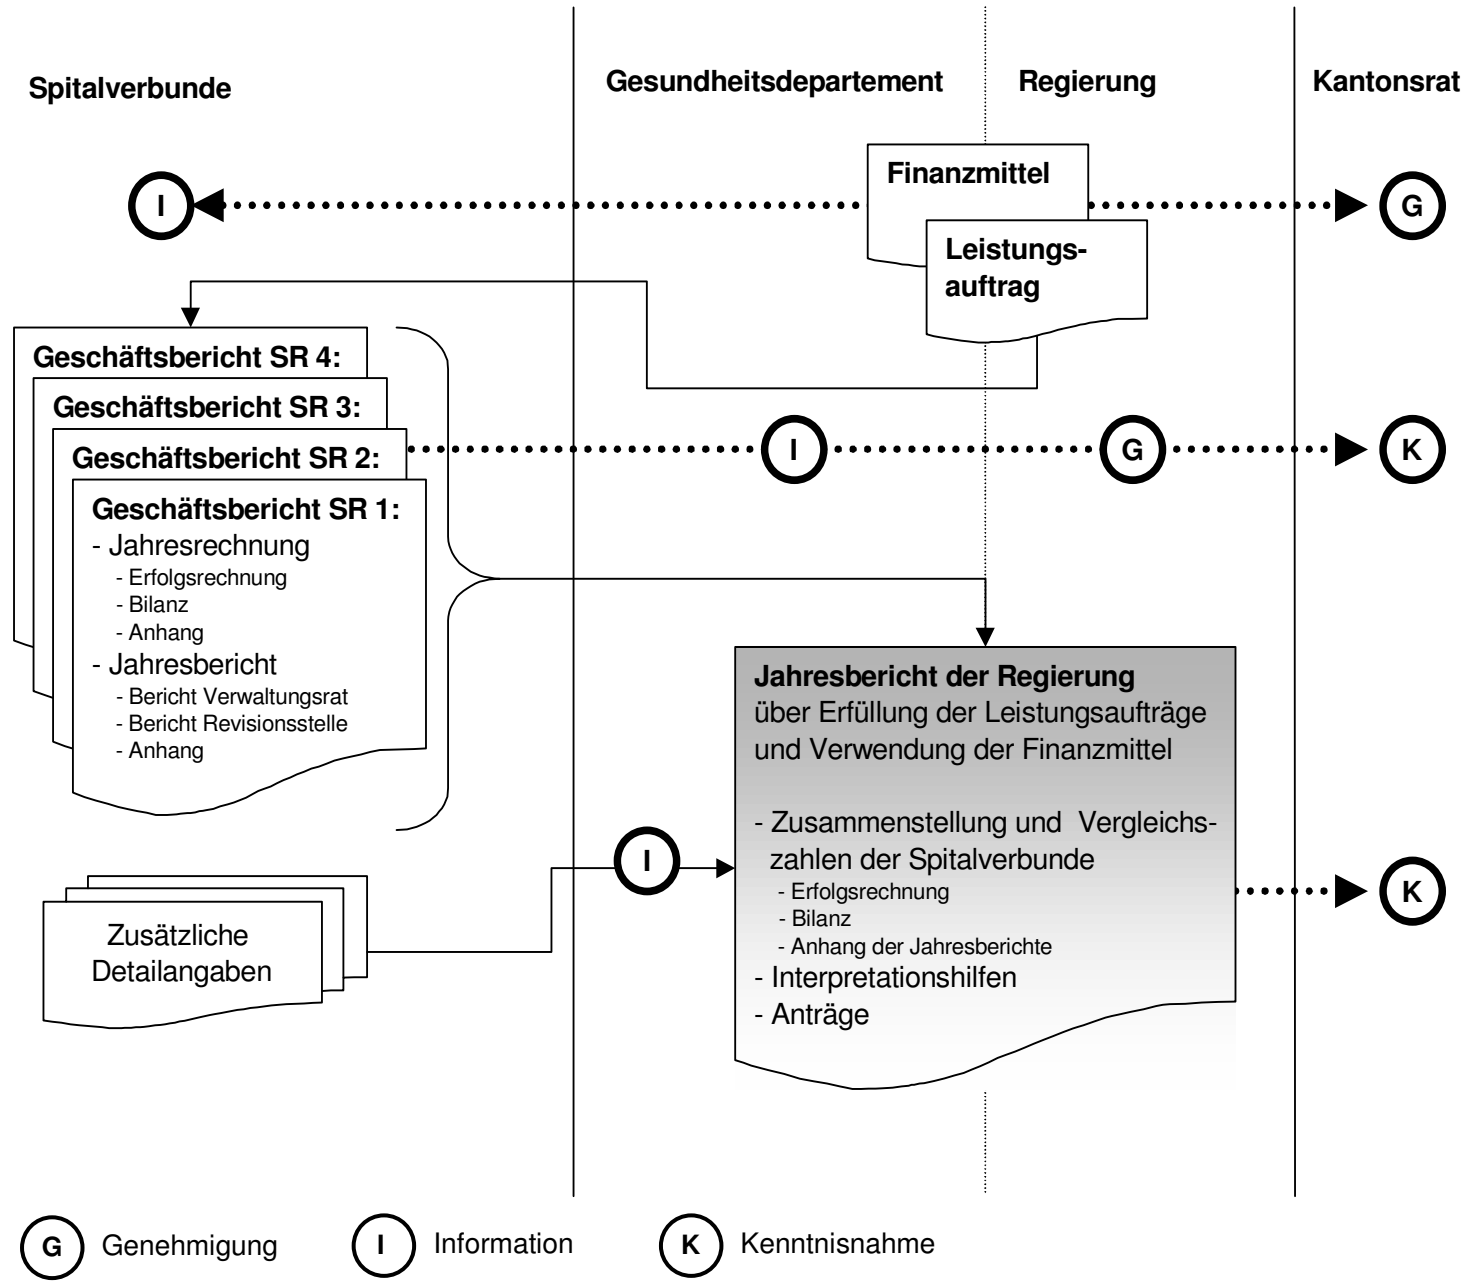 Spitalverbunde
Gesundheitsdepartement
Regierung
Kantonsrat
Finanzmittel
I
G
Leistungs-
auftrag
Geschäftsbericht SR 4:
Geschäftsbericht SR 3:
Geschäftsbericht SR 2:
I
G
K
Geschäftsbericht SR 1:
- Jahresrechnung
- Erfolgsrechnung
- Bilanz
- Anhang
- Jahresbericht
- Bericht Verwaltungsrat
- Bericht Revisionsstelle
- Anhang
Jahresbericht der Regierung
über Erfüllung der Leistungsaufträge
und Verwendung der Finanzmittel
- Zusammenstellung und Vergleichs-
zahlen der Spitalverbunde
- Erfolgsrechnung
- Bilanz
- Anhang der Jahresberichte
- Interpretationshilfen
- Anträge
I
K
Zusätzliche
Detailangaben
G Genehmigung
I Information
K Kenntnisnahme